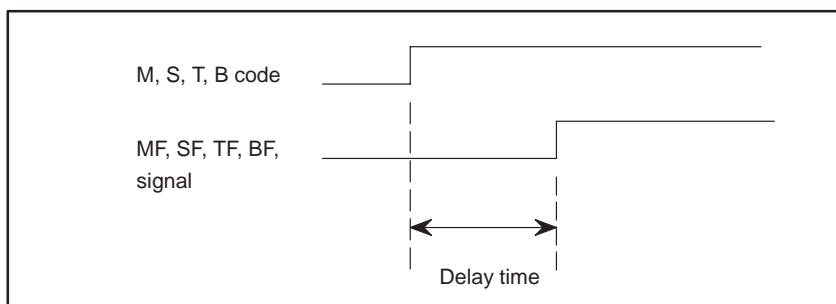 M, S, T, B code
MF, SF, TF, BF,
signal
Delay time